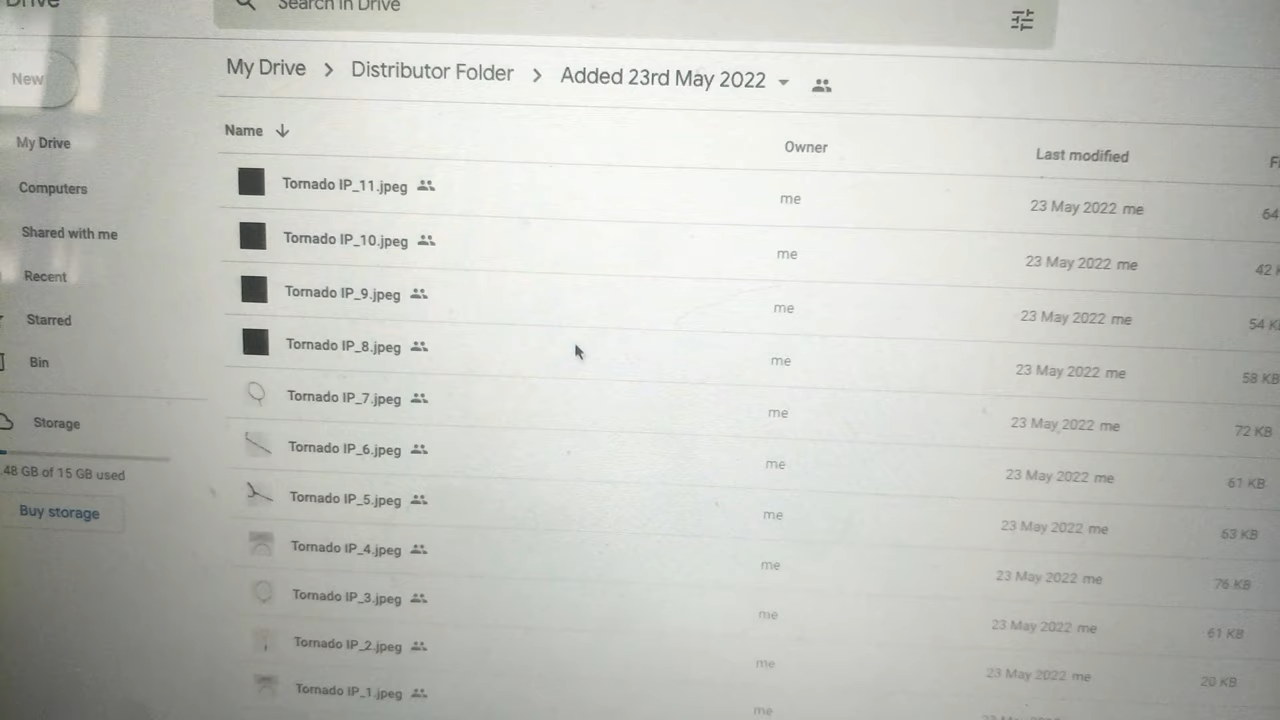 Drive
Search in Drive
New
My Drive > Distributor Folder > Added 23rd May 2022
Name Owner Last modified
My Drive
Computers
Shared with me
Recent
Starred
Bin
Storage
48 GB of 15 GB used
Buy storage
Tornado IP_11.jpeg me 23 May 2022 me 64
Tornado IP_10.jpeg me 23 May 2022 me 42
Tornado IP_9.jpeg me 23 May 2022 me 54 KB
Tornado IP_8.jpeg me 23 May 2022 me 58 KB
Tornado IP_7.jpeg me 23 May 2022 me 72 KB
Tornado IP_6.jpeg me 23 May 2022 me 61 KB
Tornado IP_5.jpeg me 23 May 2022 me 63 KB
Tornado IP_4.jpeg me 23 May 2022 me 76 KB
Tornado IP_3.jpeg me 23 May 2022 me 61 KB
Tornado IP_2.jpeg me 23 May 2022 me 20 KB
Tornado IP_1.jpeg me